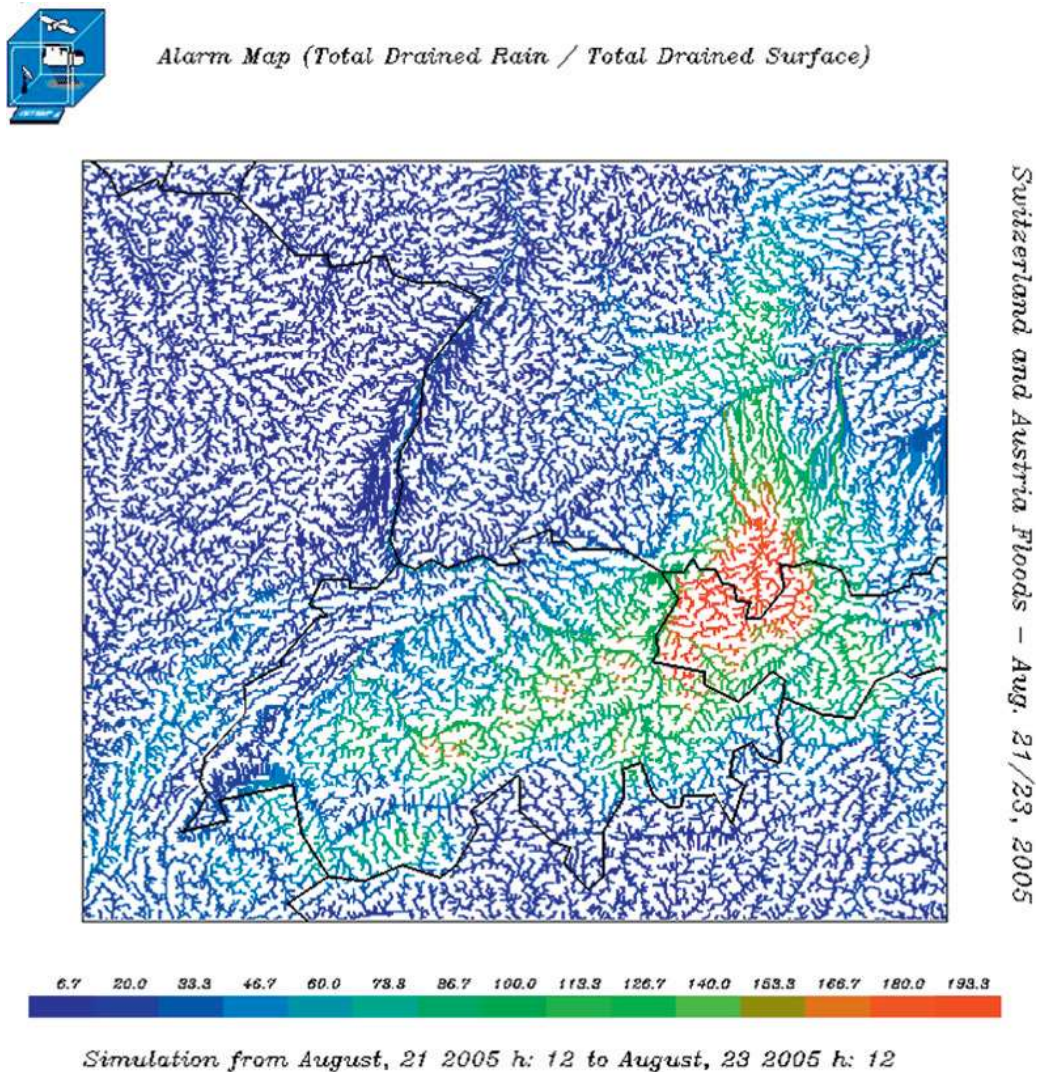 Alarm Map (Total Drained Rain / Total Drained Surface)
Switzerland and Austria Floods - Aug. 21/23, 2005
6.7 20.0 33.3 46.7 60.0 73.3 86.7 100.0 113.3 126.7 140.0 153.3 166.7 180.0 193.3
Simulation from August, 21 2005 h: 12 to August, 23 2005 h: 12